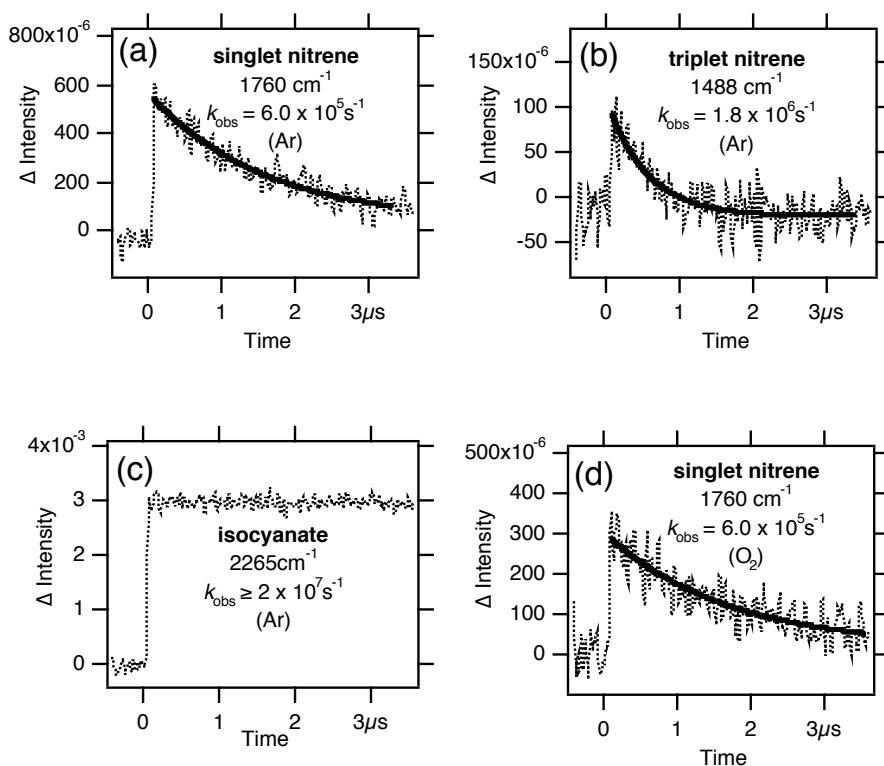 800x10⁻⁶
(a)
singlet nitrene
1760 cm⁻¹
k_obs = 6.0 x 10⁵s⁻¹
(Ar)
600
400
200
0
Δ Intensity
0 1 2 3µs
Time
150x10⁻⁶
(b)
triplet nitrene
1488 cm⁻¹
k_obs = 1.8 x 10⁶s⁻¹
(Ar)
100
50
0
-50
Δ Intensity
0 1 2 3µs
Time
4x10⁻³
(c)
isocyanate
2265cm⁻¹
k_obs ≥ 2 x 10⁷s⁻¹
(Ar)
3
2
1
0
Δ Intensity
0 1 2 3µs
Time
500x10⁻⁶
(d)
singlet nitrene
1760 cm⁻¹
k_obs = 6.0 x 10⁵s⁻¹
(O₂)
400
300
200
100
0
Δ Intensity
0 1 2 3µs
Time